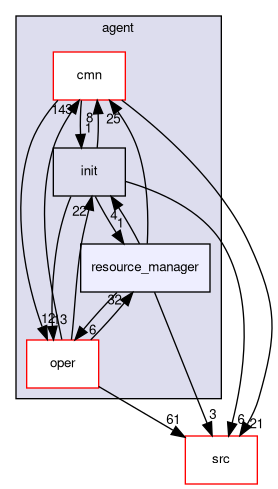 agent
cmn
143
8
1
25
init
22
4
1
resource_manager
32
6
12
3
oper
61
3
6
21
src